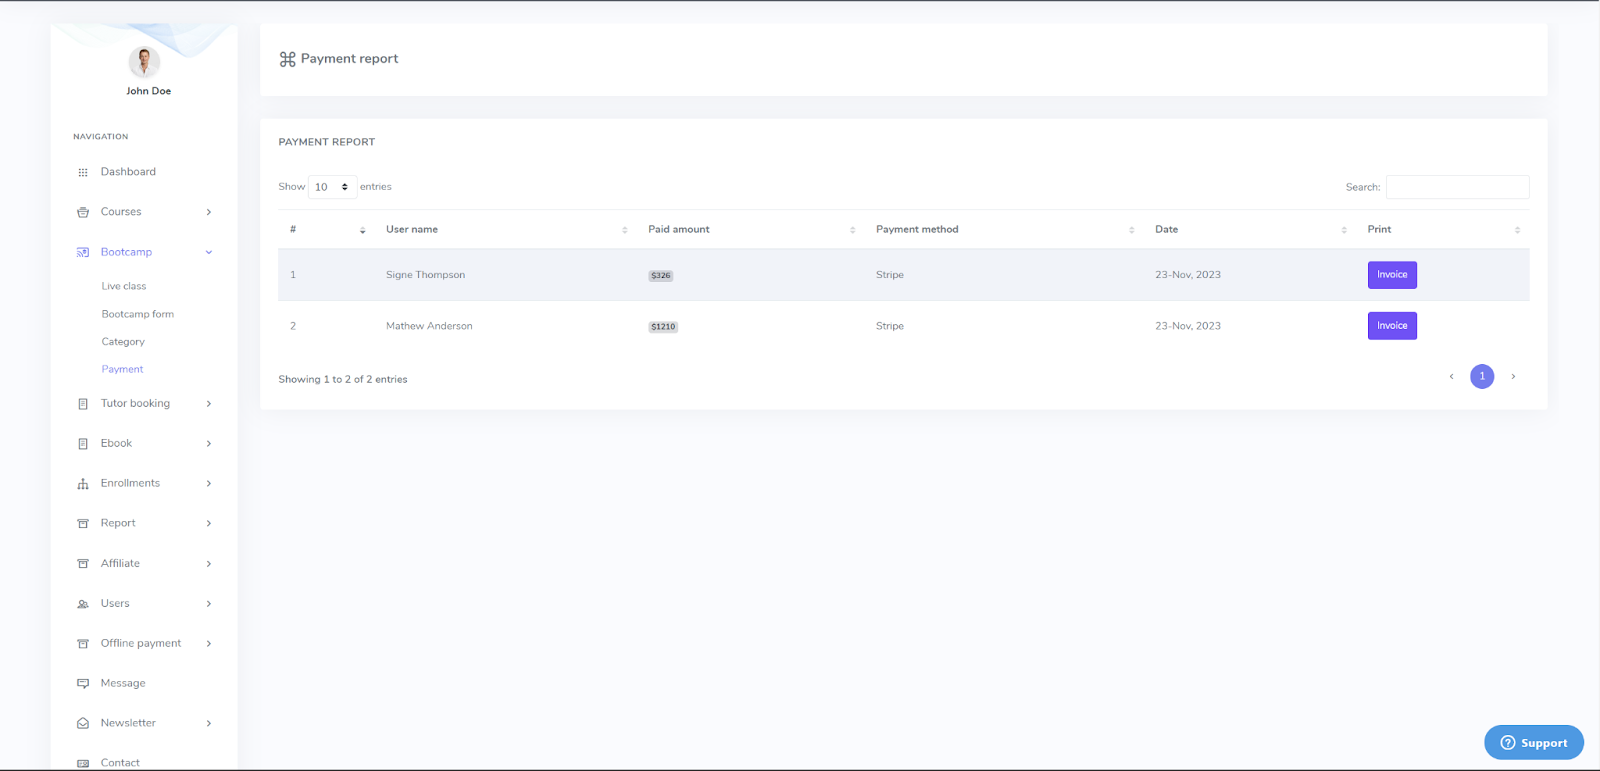 John Doe
NAVIGATION
Dashboard
Courses
Bootcamp
Live class
Bootcamp form
Category
Payment
Tutor booking
Ebook
Enrollments
Report
Affiliate
Users
Offline payment
Message
Newsletter
Contact
Payment report
PAYMENT REPORT
Show 10 entries
Search:
# User name Paid amount Payment method Date Print
1 Signe Thompson $326 Stripe 23-Nov, 2023 Invoice
2 Mathew Anderson $1210 Stripe 23-Nov, 2023 Invoice
Showing 1 to 2 of 2 entries
1
Support